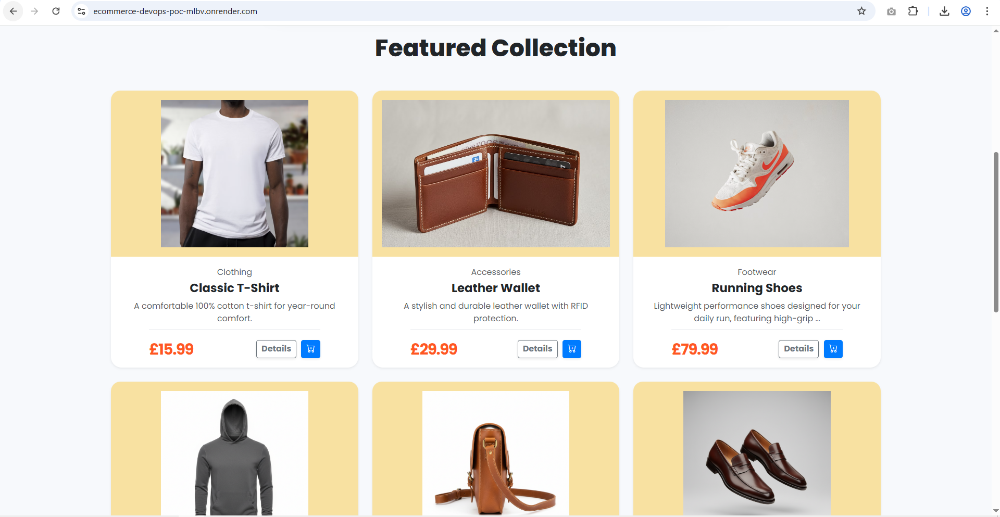 ecommerce-devops-poc-mlbv.onrender.com
Featured Collection
Clothing
Classic T-Shirt
A comfortable 100% cotton t-shirt for year-round
comfort.
£15.99
Details
Accessories
Leather Wallet
A stylish and durable leather wallet with RFID
protection.
£29.99
Details
Footwear
Running Shoes
Lightweight performance shoes designed for your
daily run, featuring high-grip ...
£79.99
Details